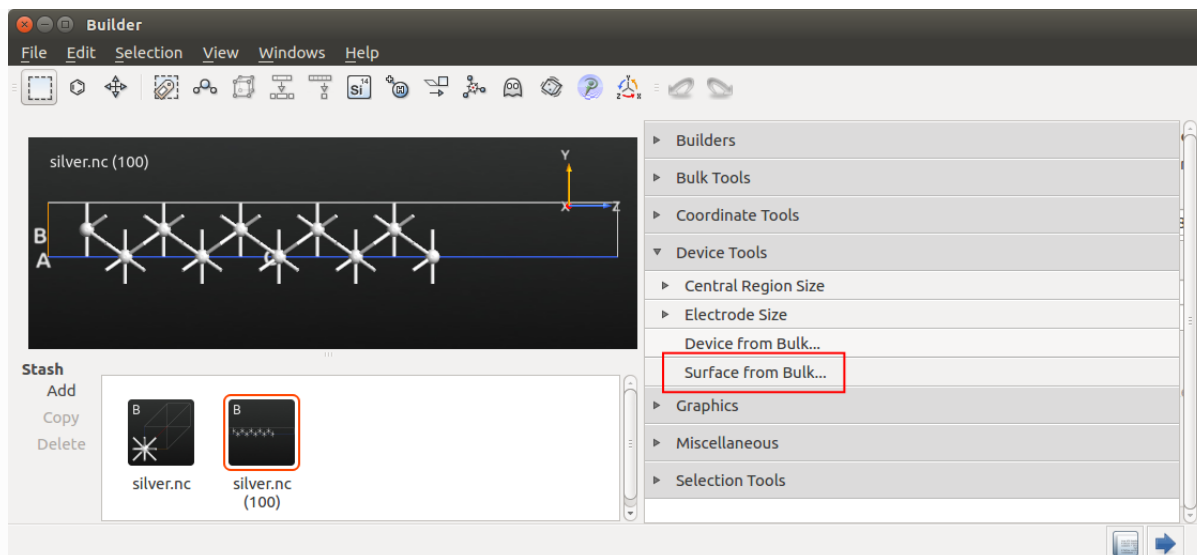 Builder
File Edit Selection View Windows Help
Si 14
silver.nc (100)
Y
X Z
B
A
C
Builders
Bulk Tools
Coordinate Tools
Device Tools
Central Region Size
Electrode Size
Device from Bulk...
Surface from Bulk...
Graphics
Miscellaneous
Selection Tools
Stash
Add
Copy
Delete
B
silver.nc
B
silver.nc
(100)